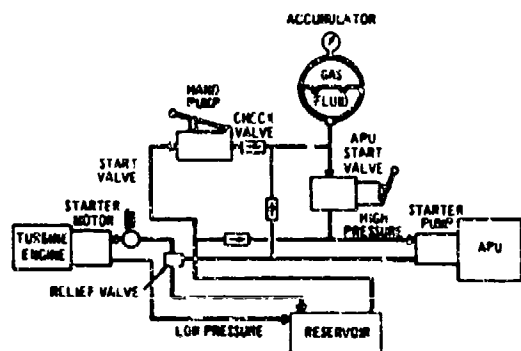 ACCUMULATOR
GAS
FLUID
HAND
PUMP
CHECK
VALVE
APU
START
VALVE
START
VALVE
STARTER
MOTOR
HIGH
PRESSURE
STARTER
PUMP
TURBINE
ENGINE
APU
RELIEF VALVE
LOW PRESSURE
RESERVOIR